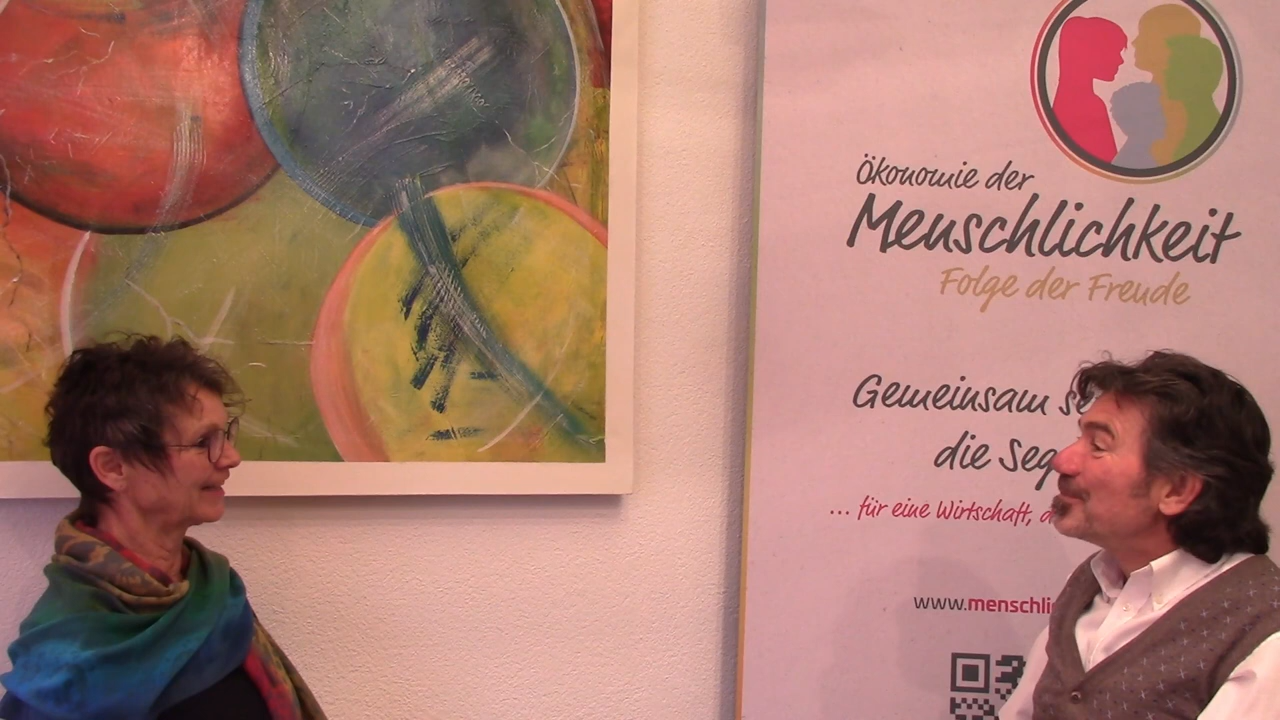 Ökonomie der
Menschlichkeit
Folge der Freude
Gemeinsam
die
... für eine Wirtschaft,
www.menschli